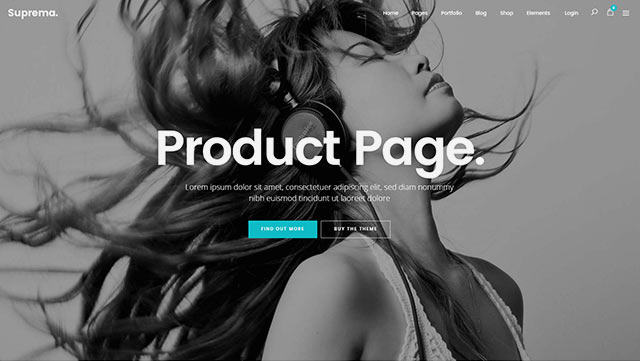 Suprema.
Home Pages Portfolio Blog Shop Elements Login
Product Page.
Lorem ipsum dolor sit amet, consectetuer adipiscing elit, sed diam nonummy
nibh euismod tincidunt ut laoreet dolore
FIND OUT MORE BUY THE THEME